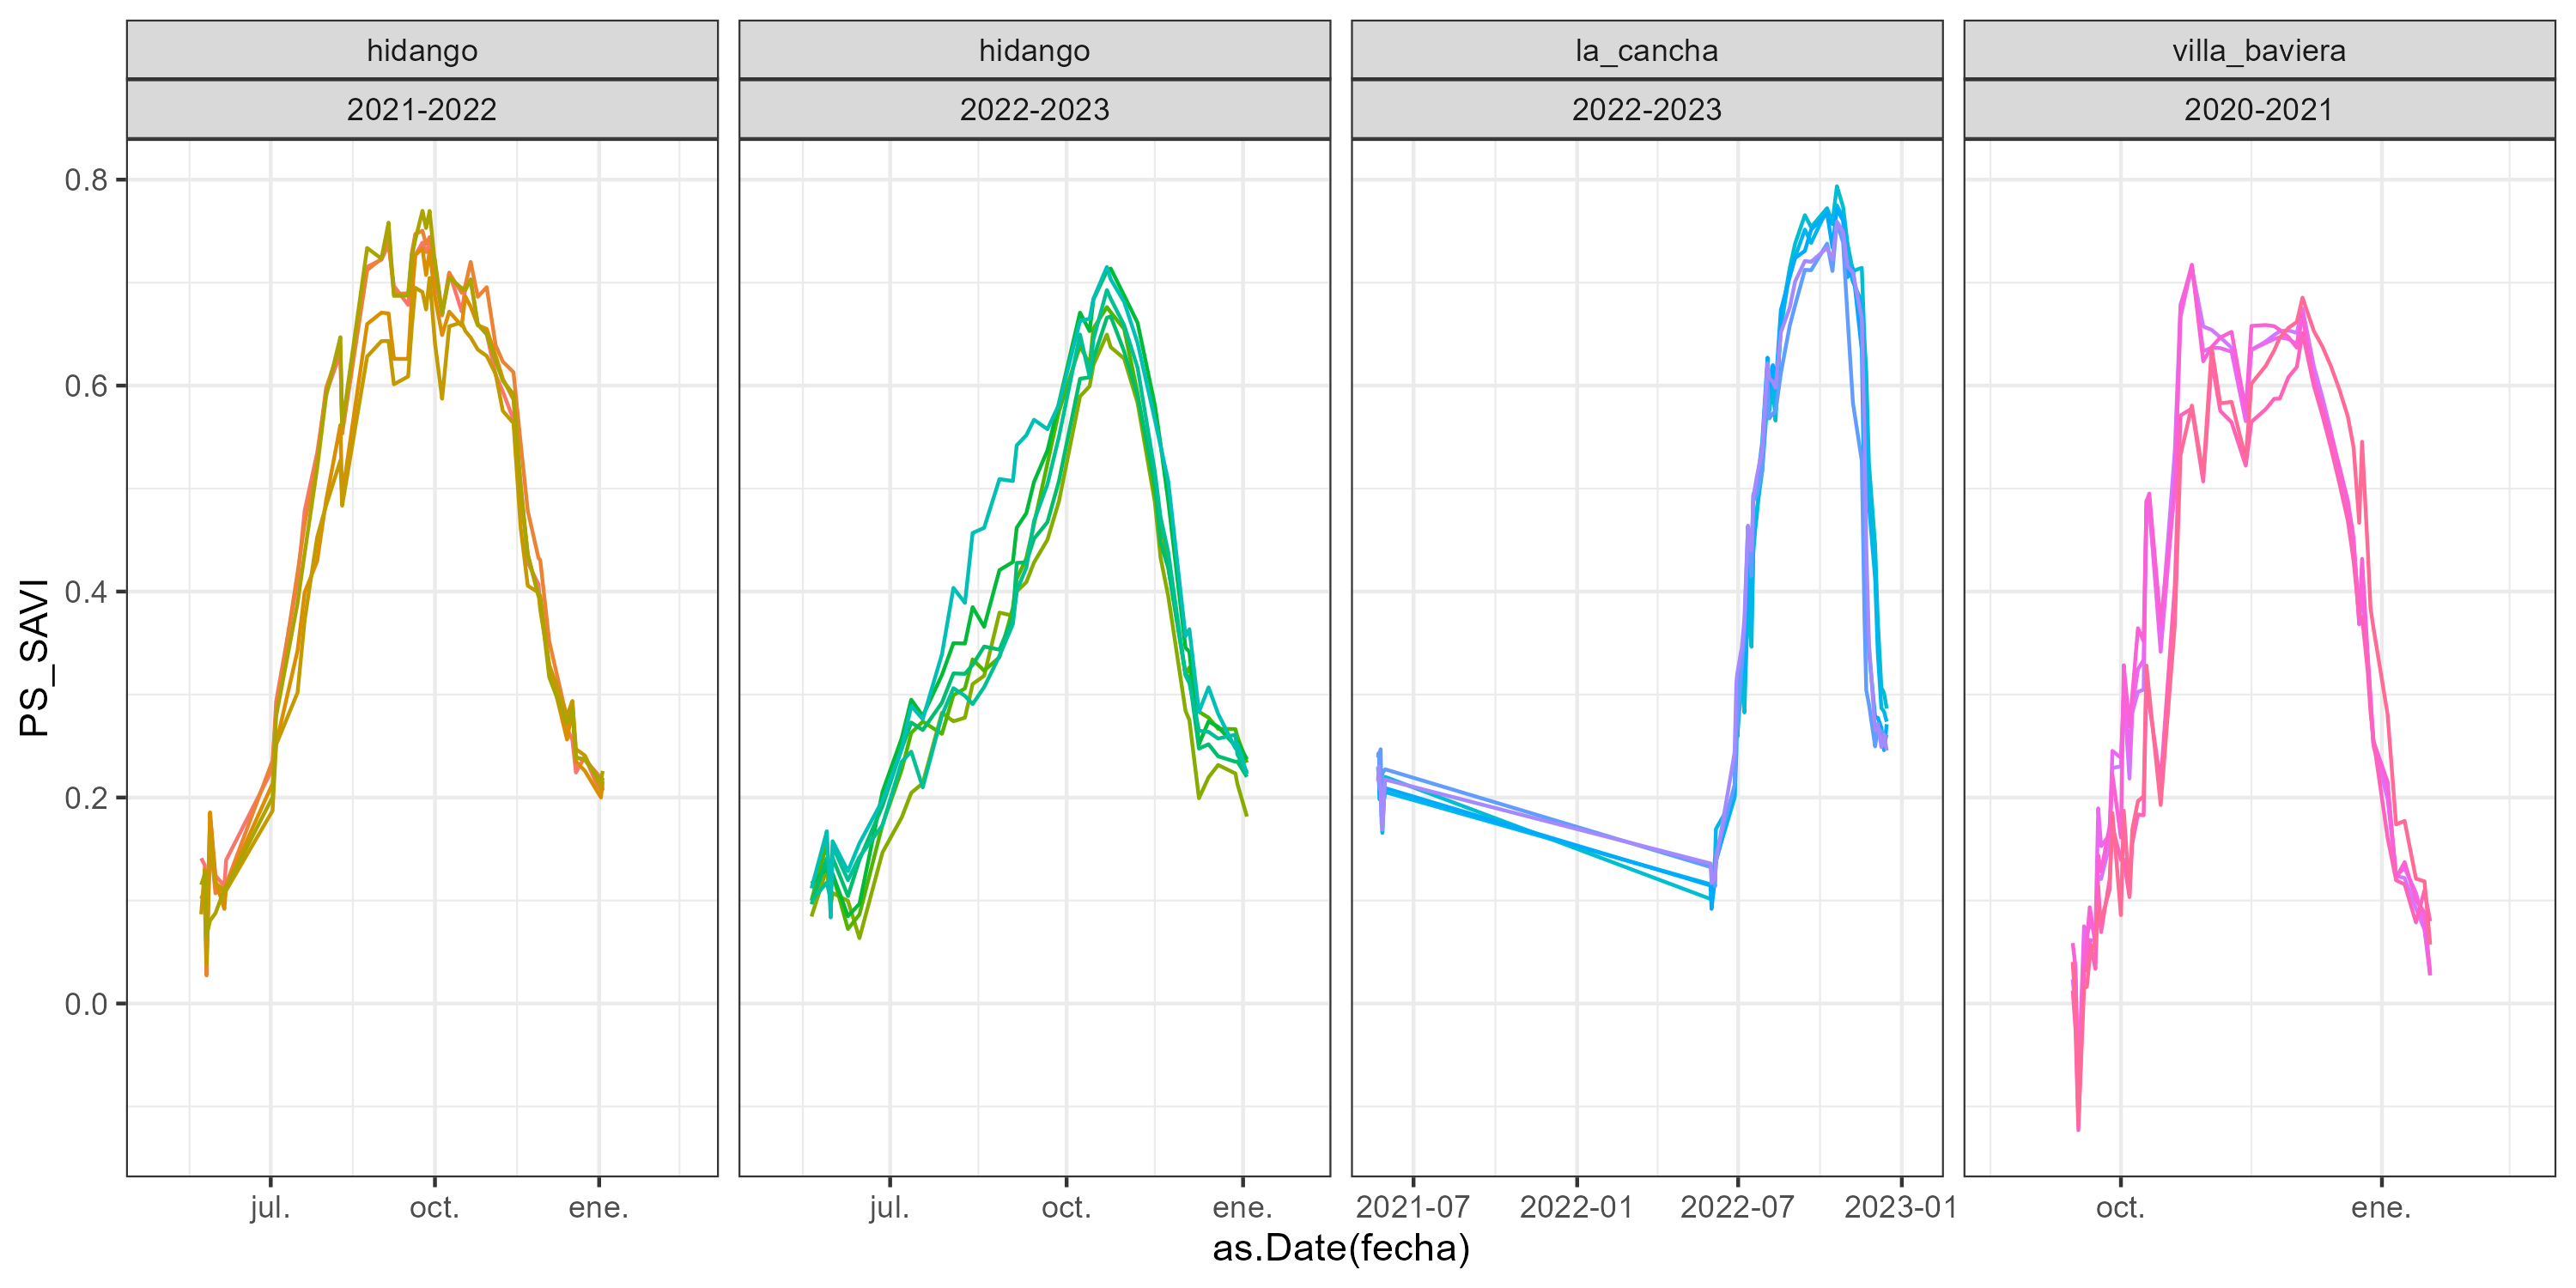 hidango
hidango
la_cancha
villa_baviera
2021-2022
2022-2023
2022-2023
2020-2021
PS_SAVI
0.8
0.6
0.4
0.2
0.0
jul.
oct.
ene.
jul.
oct.
ene.
2021-07
2022-01
2022-07
2023-01
oct.
ene.
as.Date(fecha)